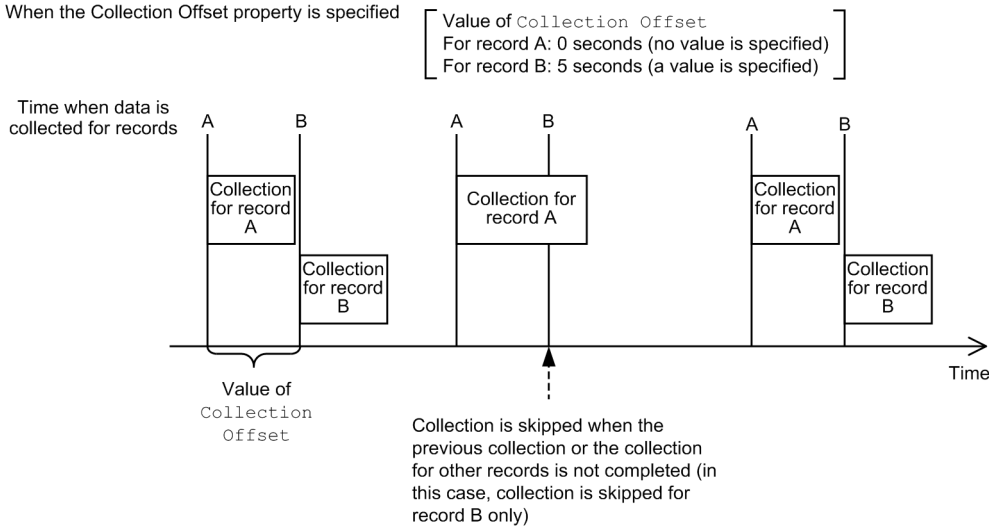 When the Collection Offset property is specified
Value of Collection Offset
For record A: 0 seconds (no value is specified)
For record B: 5 seconds (a value is specified)
Time when data is
collected for records
A
B
A
B
A
B
Collection
for record
A
Collection for
record A
Collection
for record
A
Collection
for record
B
Collection
for record
B
Time
Value of
Collection
Offset
Collection is skipped when the
previous collection or the collection
for other records is not completed (in
this case, collection is skipped for
record B only)